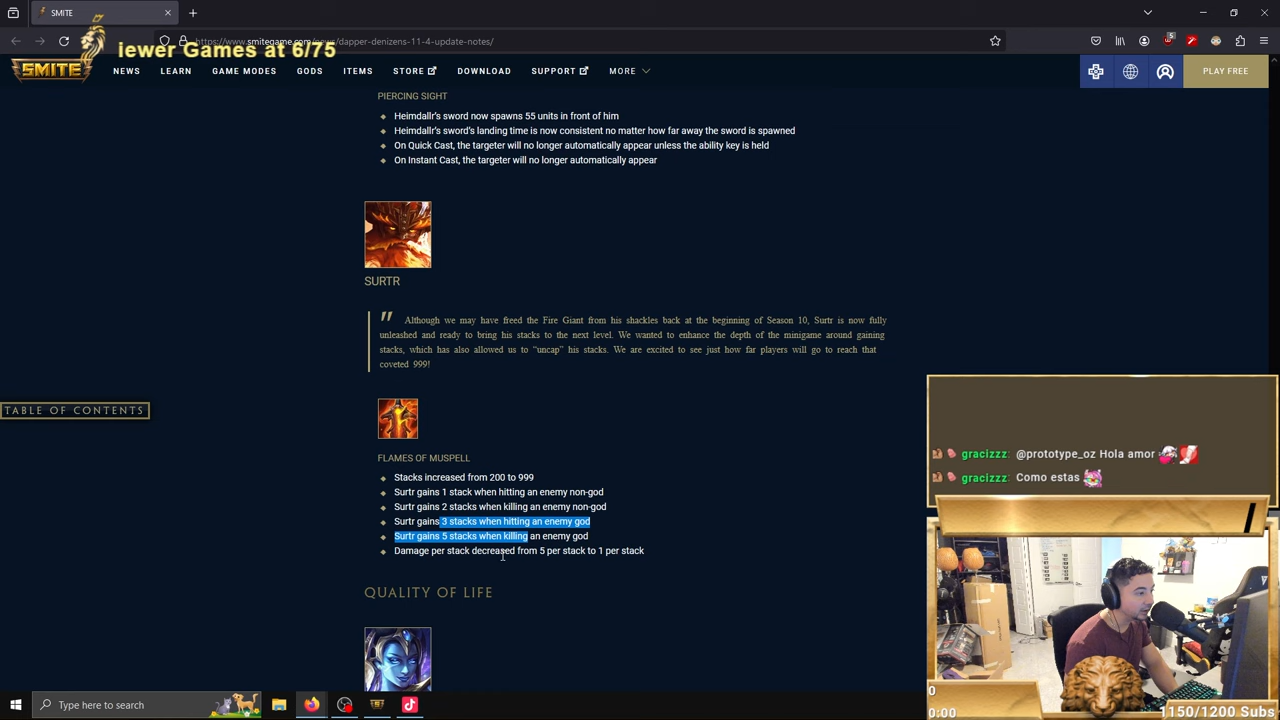 SMITE
iewer Games at 6/75
https://www.smitegame.com/news/dapper-denizens-11-4-update-notes/
5
SMITE
NEWS
LEARN
GAME MODES
GODS
ITEMS
STORE
DOWNLOAD
SUPPORT
MORE
PLAY FREE
PIERCING SIGHT
Heimdallr's sword now spawns 55 units in front of him
Heimdallr's sword's landing time is now consistent no matter how far away the sword is spawned
On Quick Cast, the targeter will no longer automatically appear unless the ability key is held
On Instant Cast, the targeter will no longer automatically appear
SURTR
" Although we may have freed the Fire Giant from his shackles back at the beginning of Season 10, Surtr is now fully
unleashed and ready to bring his stacks to the next level. We wanted to enhance the depth of the minigame around gaining
stacks, which has also allowed us to "uncap" his stacks. We are excited to see just how far players will go to reach that
coveted 999!
TABLE OF CONTENTS
FLAMES OF MUSPELL
Stacks increased from 200 to 999
Surtr gains 1 stack when hitting an enemy non-god
Surtr gains 2 stacks when killing an enemy non-god
Surtr gains 3 stacks when hitting an enemy god
Surtr gains 5 stacks when killing an enemy god
Damage per stack decreased from 5 per stack to 1 per stack
QUALITY OF LIFE
gracizzz: @prototype_oz Hola amor
gracizzz: Como estas
/
0
0:00
1150/1200 Subs
Type here to search